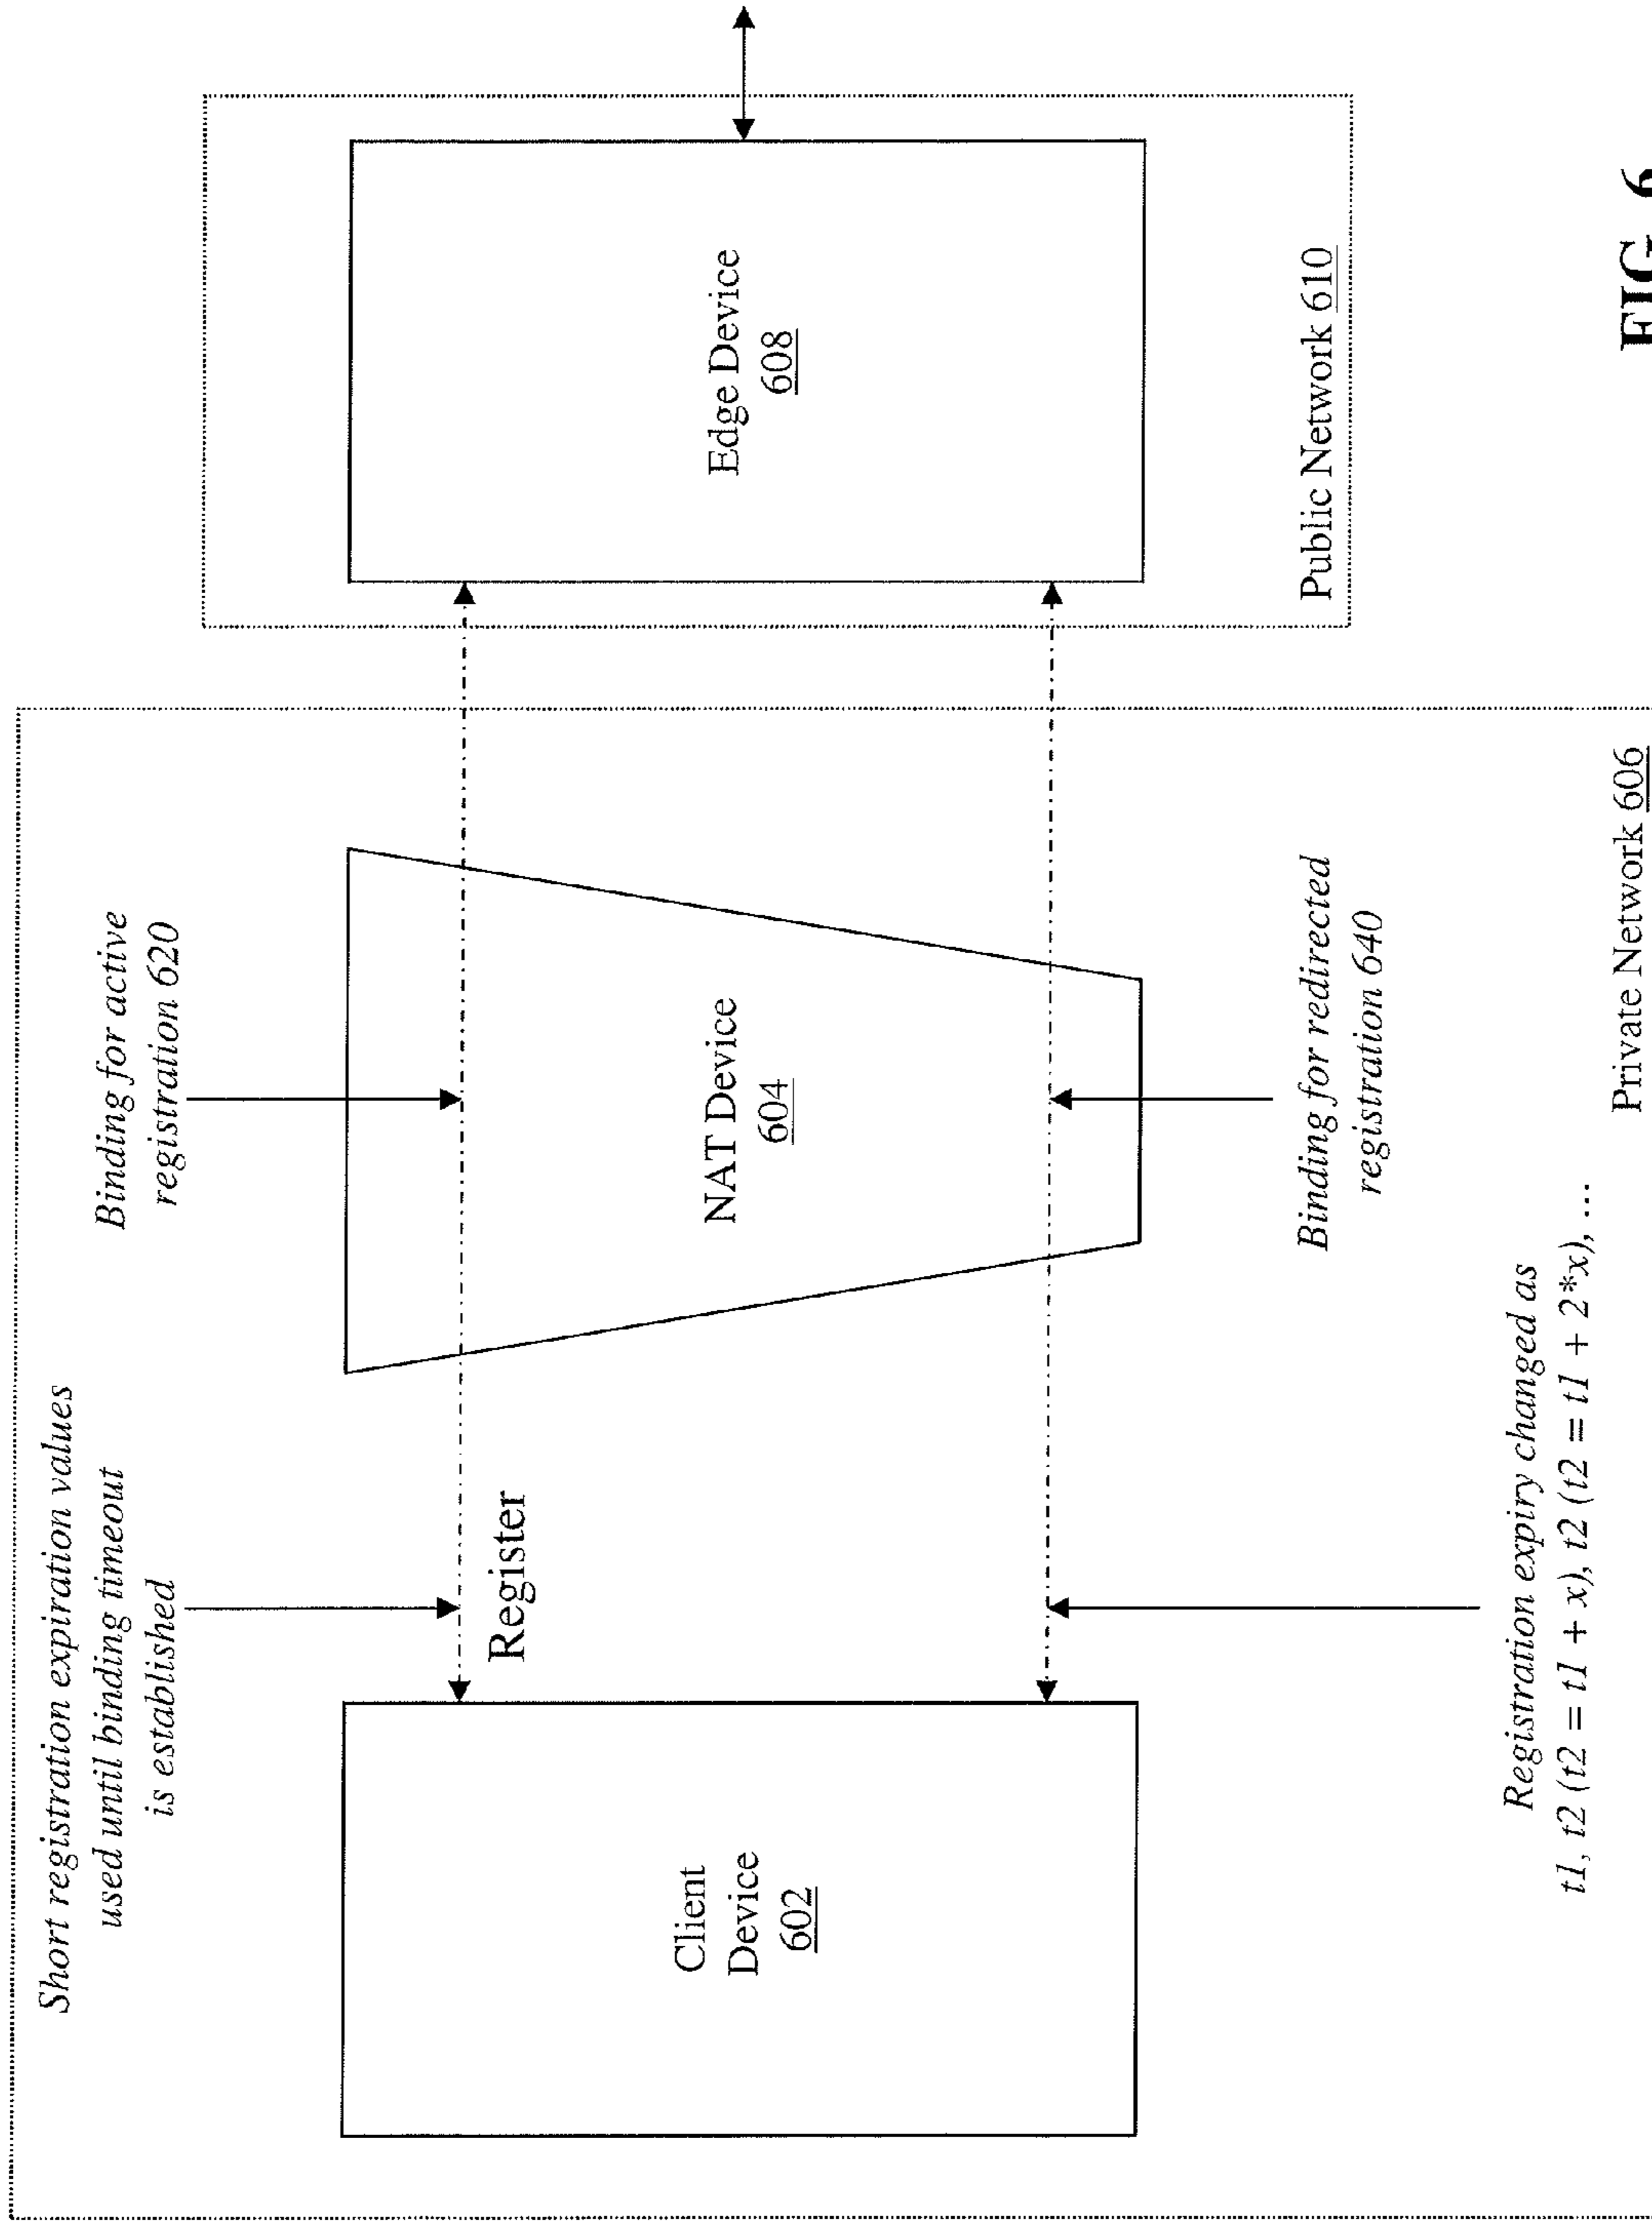 Short registration expiration values
used until binding timeout
is established
Binding for active
registration 620
Register
Client
Device
602
NAT Device
604
Edge Device
608
Binding for redirected
registration 640
Public Network 610
Registration expiry changed as
t1, t2 (t2 = t1 + x), t2 (t2 = t1 + 2*x), ...
Private Network 606
FIG. 6